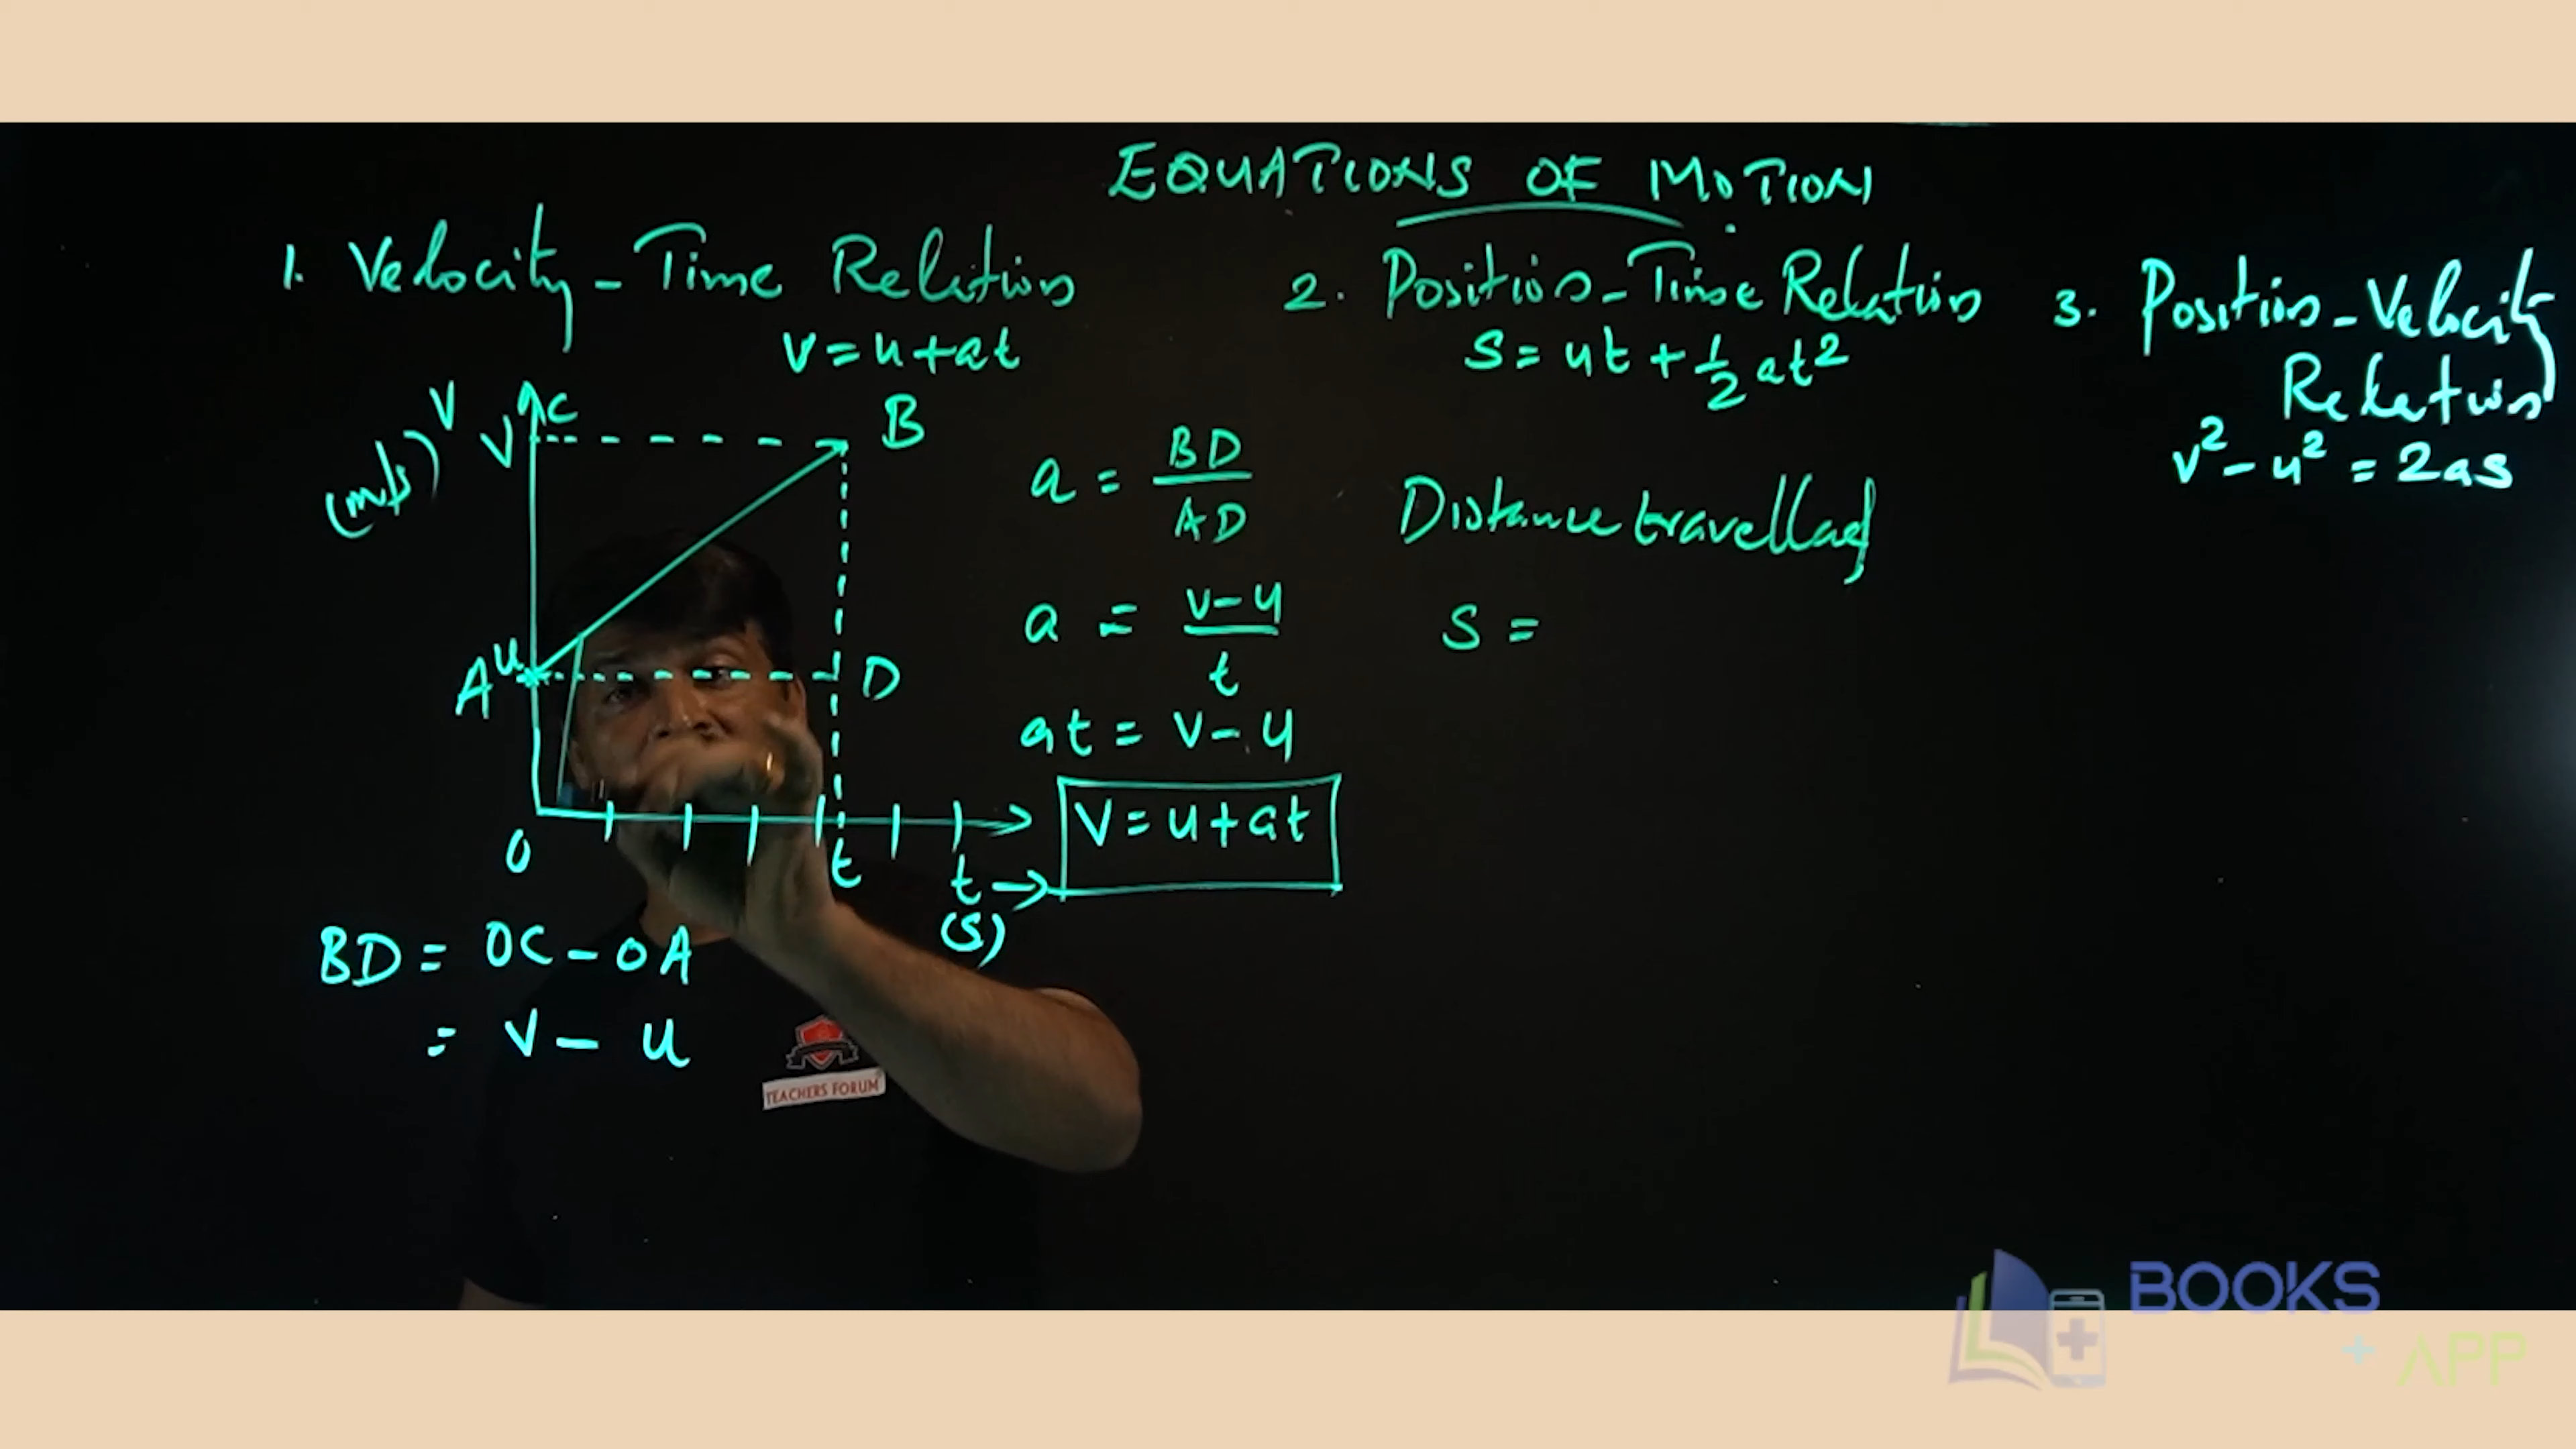 EQUATIONS OF MOTION
1. Velocity - Time Relation
V = u + at
2. Position - Time Relation
S = ut + 1/2 at²
3. Position - Velocity
Relation
v² - u² = 2as
V
(m/s)
V
C
B
A
u
D
O
t
t →
(s)
BD = OC - OA
= V - u
a = BD/AD
a = v-u/t
at = v - u
V = u + at
Distance travelled
S =
TEACHERS FORUM
BOOKS
+ APP